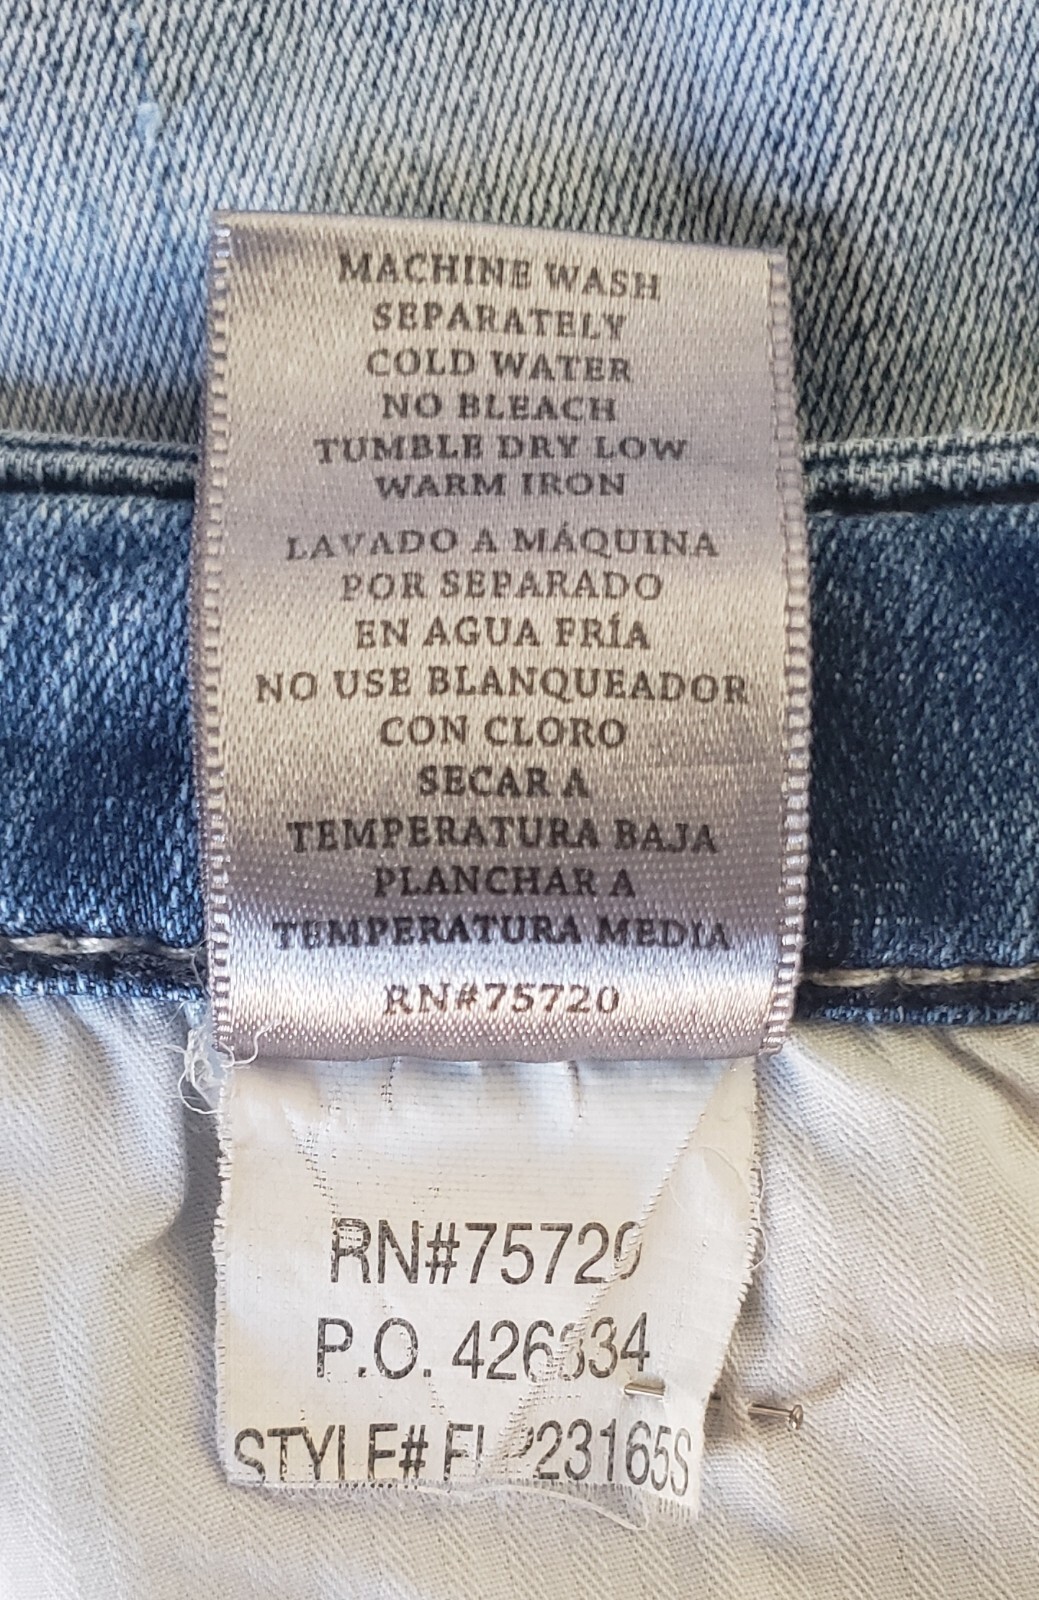 MACHINE WASH
SEPARATELY
COLD WATER
NO BLEACH
TUMBLE DRY LOW
WARM IRON
LAVADO A MÁQUINA
POR SEPARADO
EN AGUA FRÍA
NO USE BLANQUEADOR
CON CLORO
SECAR A
TEMPERATURA BAJA
PLANCHAR A
TEMPERATURA MEDIA
RN#75720
RN#75720
P.O.
STYLE#